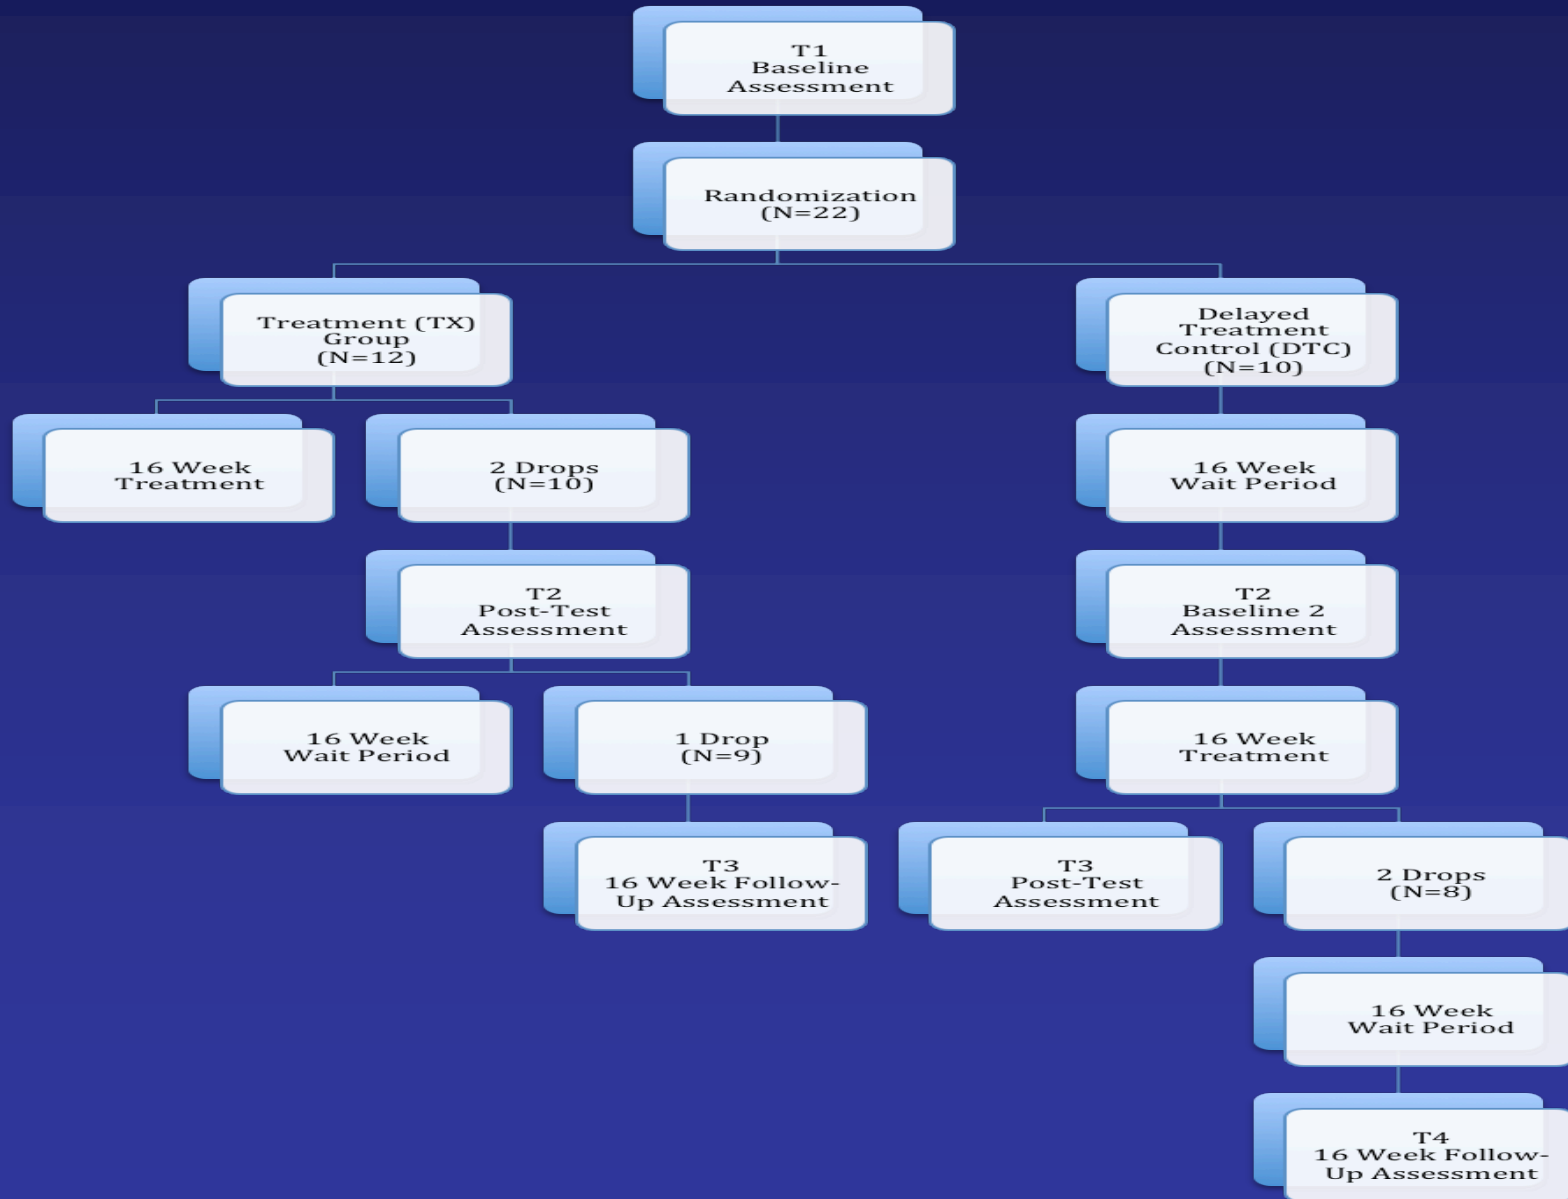 T1
Baseline
Assessment
Randomization
(N=22)
Treatment (TX)
Group
(N=12)
Delayed
Treatment
Control (DTC)
(N=10)
16 Week
Treatment
2 Drops
(N=10)
16 Week
Wait Period
T2
Post-Test
Assessment
T2
Baseline 2
Assessment
16 Week
Wait Period
1 Drop
(N=9)
16 Week
Treatment
T3
16 Week Follow-
Up Assessment
T3
Post-Test
Assessment
2 Drops
(N=8)
16 Week
Wait Period
T4
16 Week Follow-
Up Assessment